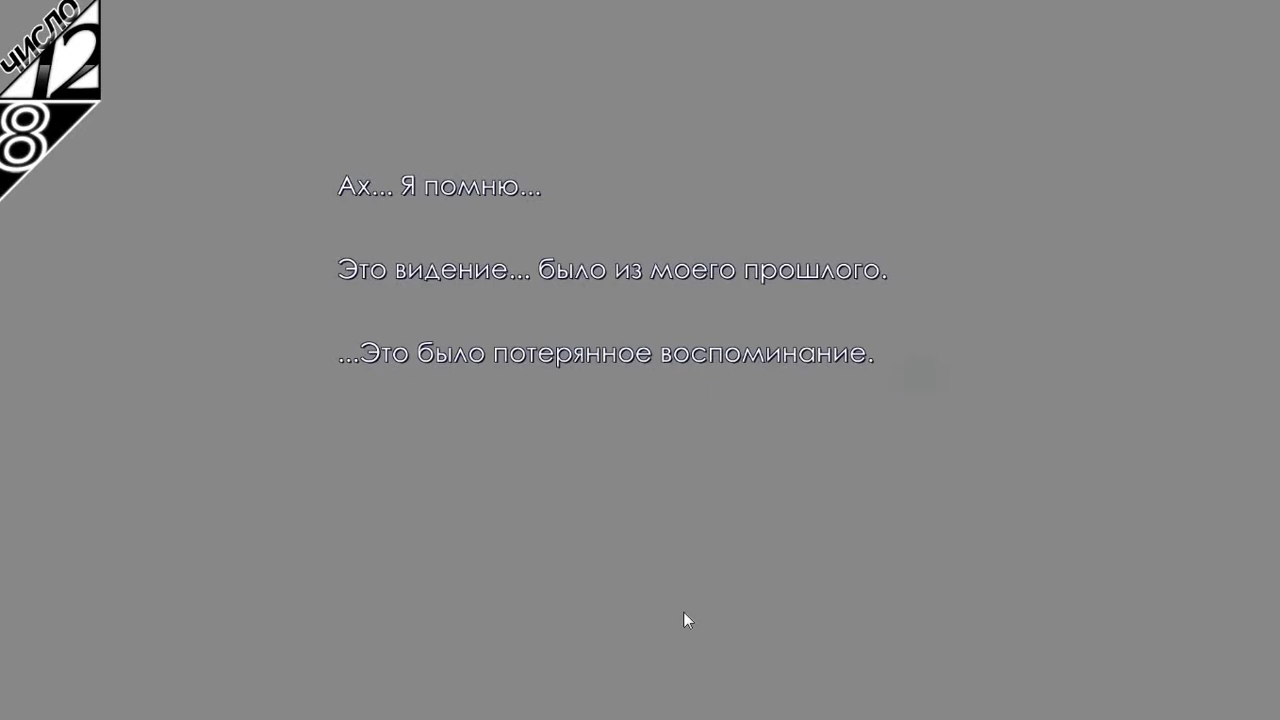 число
12
8
Ах... Я помню...
Это видение... было из моего прошлого.
...Это было потерянное воспоминание.